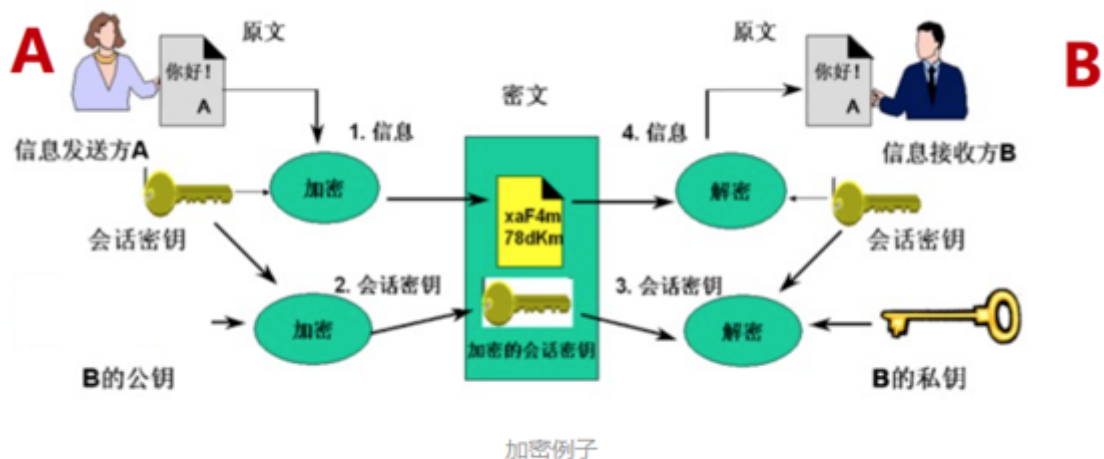 A
原文
你好!
A
信息发送方A
1. 信息
加密
会话密钥
2. 会话密钥
加密
B的公钥
密文
xaF4m
78dKm
加密的会话密钥
原文
你好!
A
B
信息接收方B
4. 信息
解密
会话密钥
3. 会话密钥
解密
B的私钥
加密例子